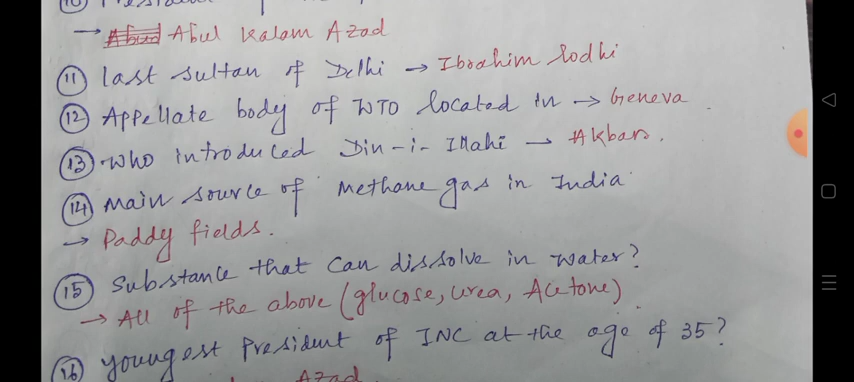 → Abul Kalam Azad
(11) Last Sultan of Delhi → Ibrahim Lodhi
(12) Appellate body of WTO located in → Geneva.
(13) Who introduced Din-i-Illahi → Akbar.
(14) Main source of Methane gas in India
→ Paddy fields.
(15) Substance that can dissolve in water?
→ All of the above (glucose, urea, Acetone)
(16) youngest President of INC at the age of 35?
Azad